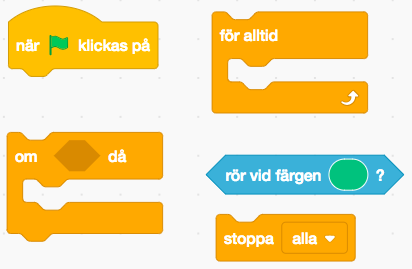 när klickas på
för alltid
om då
rör vid färgen ?
stoppa alla